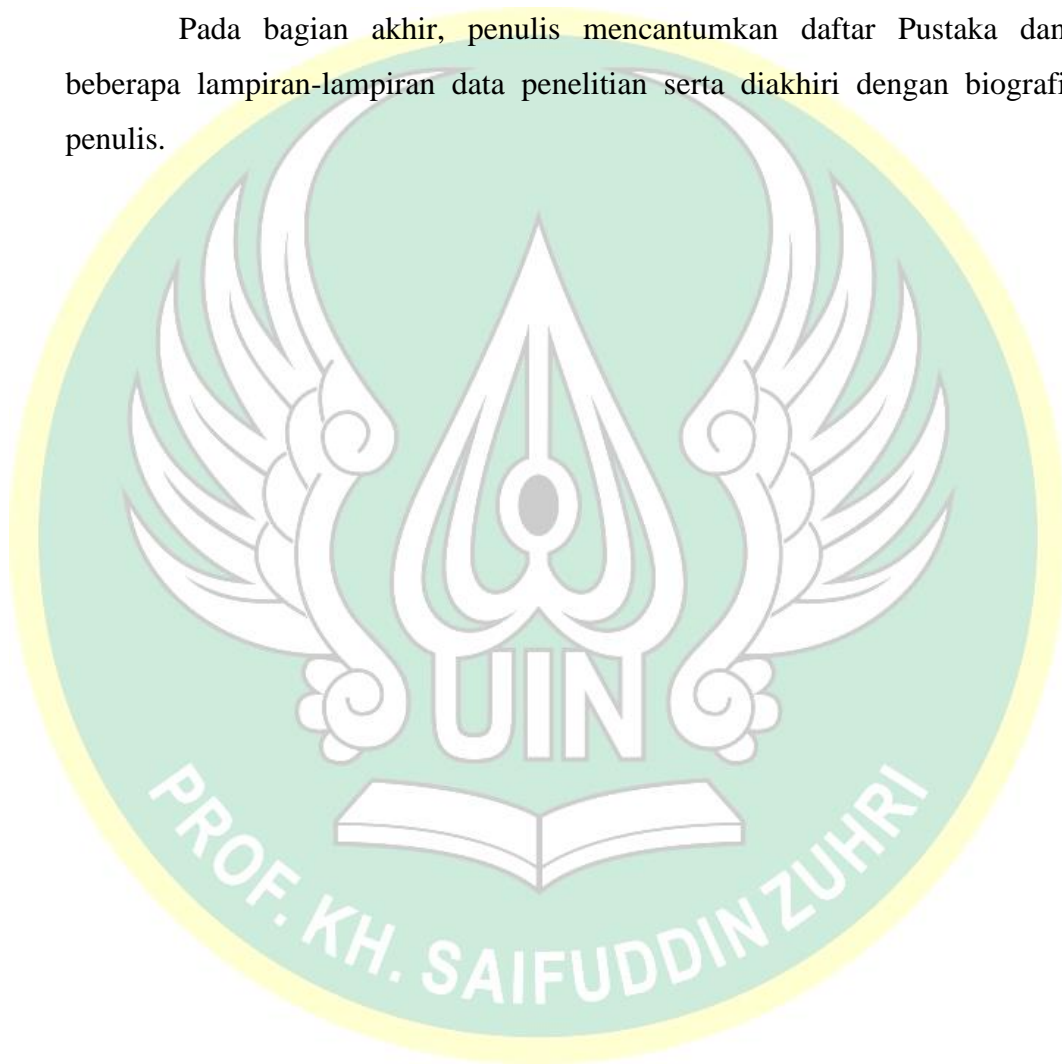 Pada bagian akhir, penulis mencantumkan daftar Pustaka dan
beberapa lampiran-lampiran data penelitian serta diakhiri dengan biografi
penulis.
UIN
PROF. KH. SAIFUDDIN ZUHRI